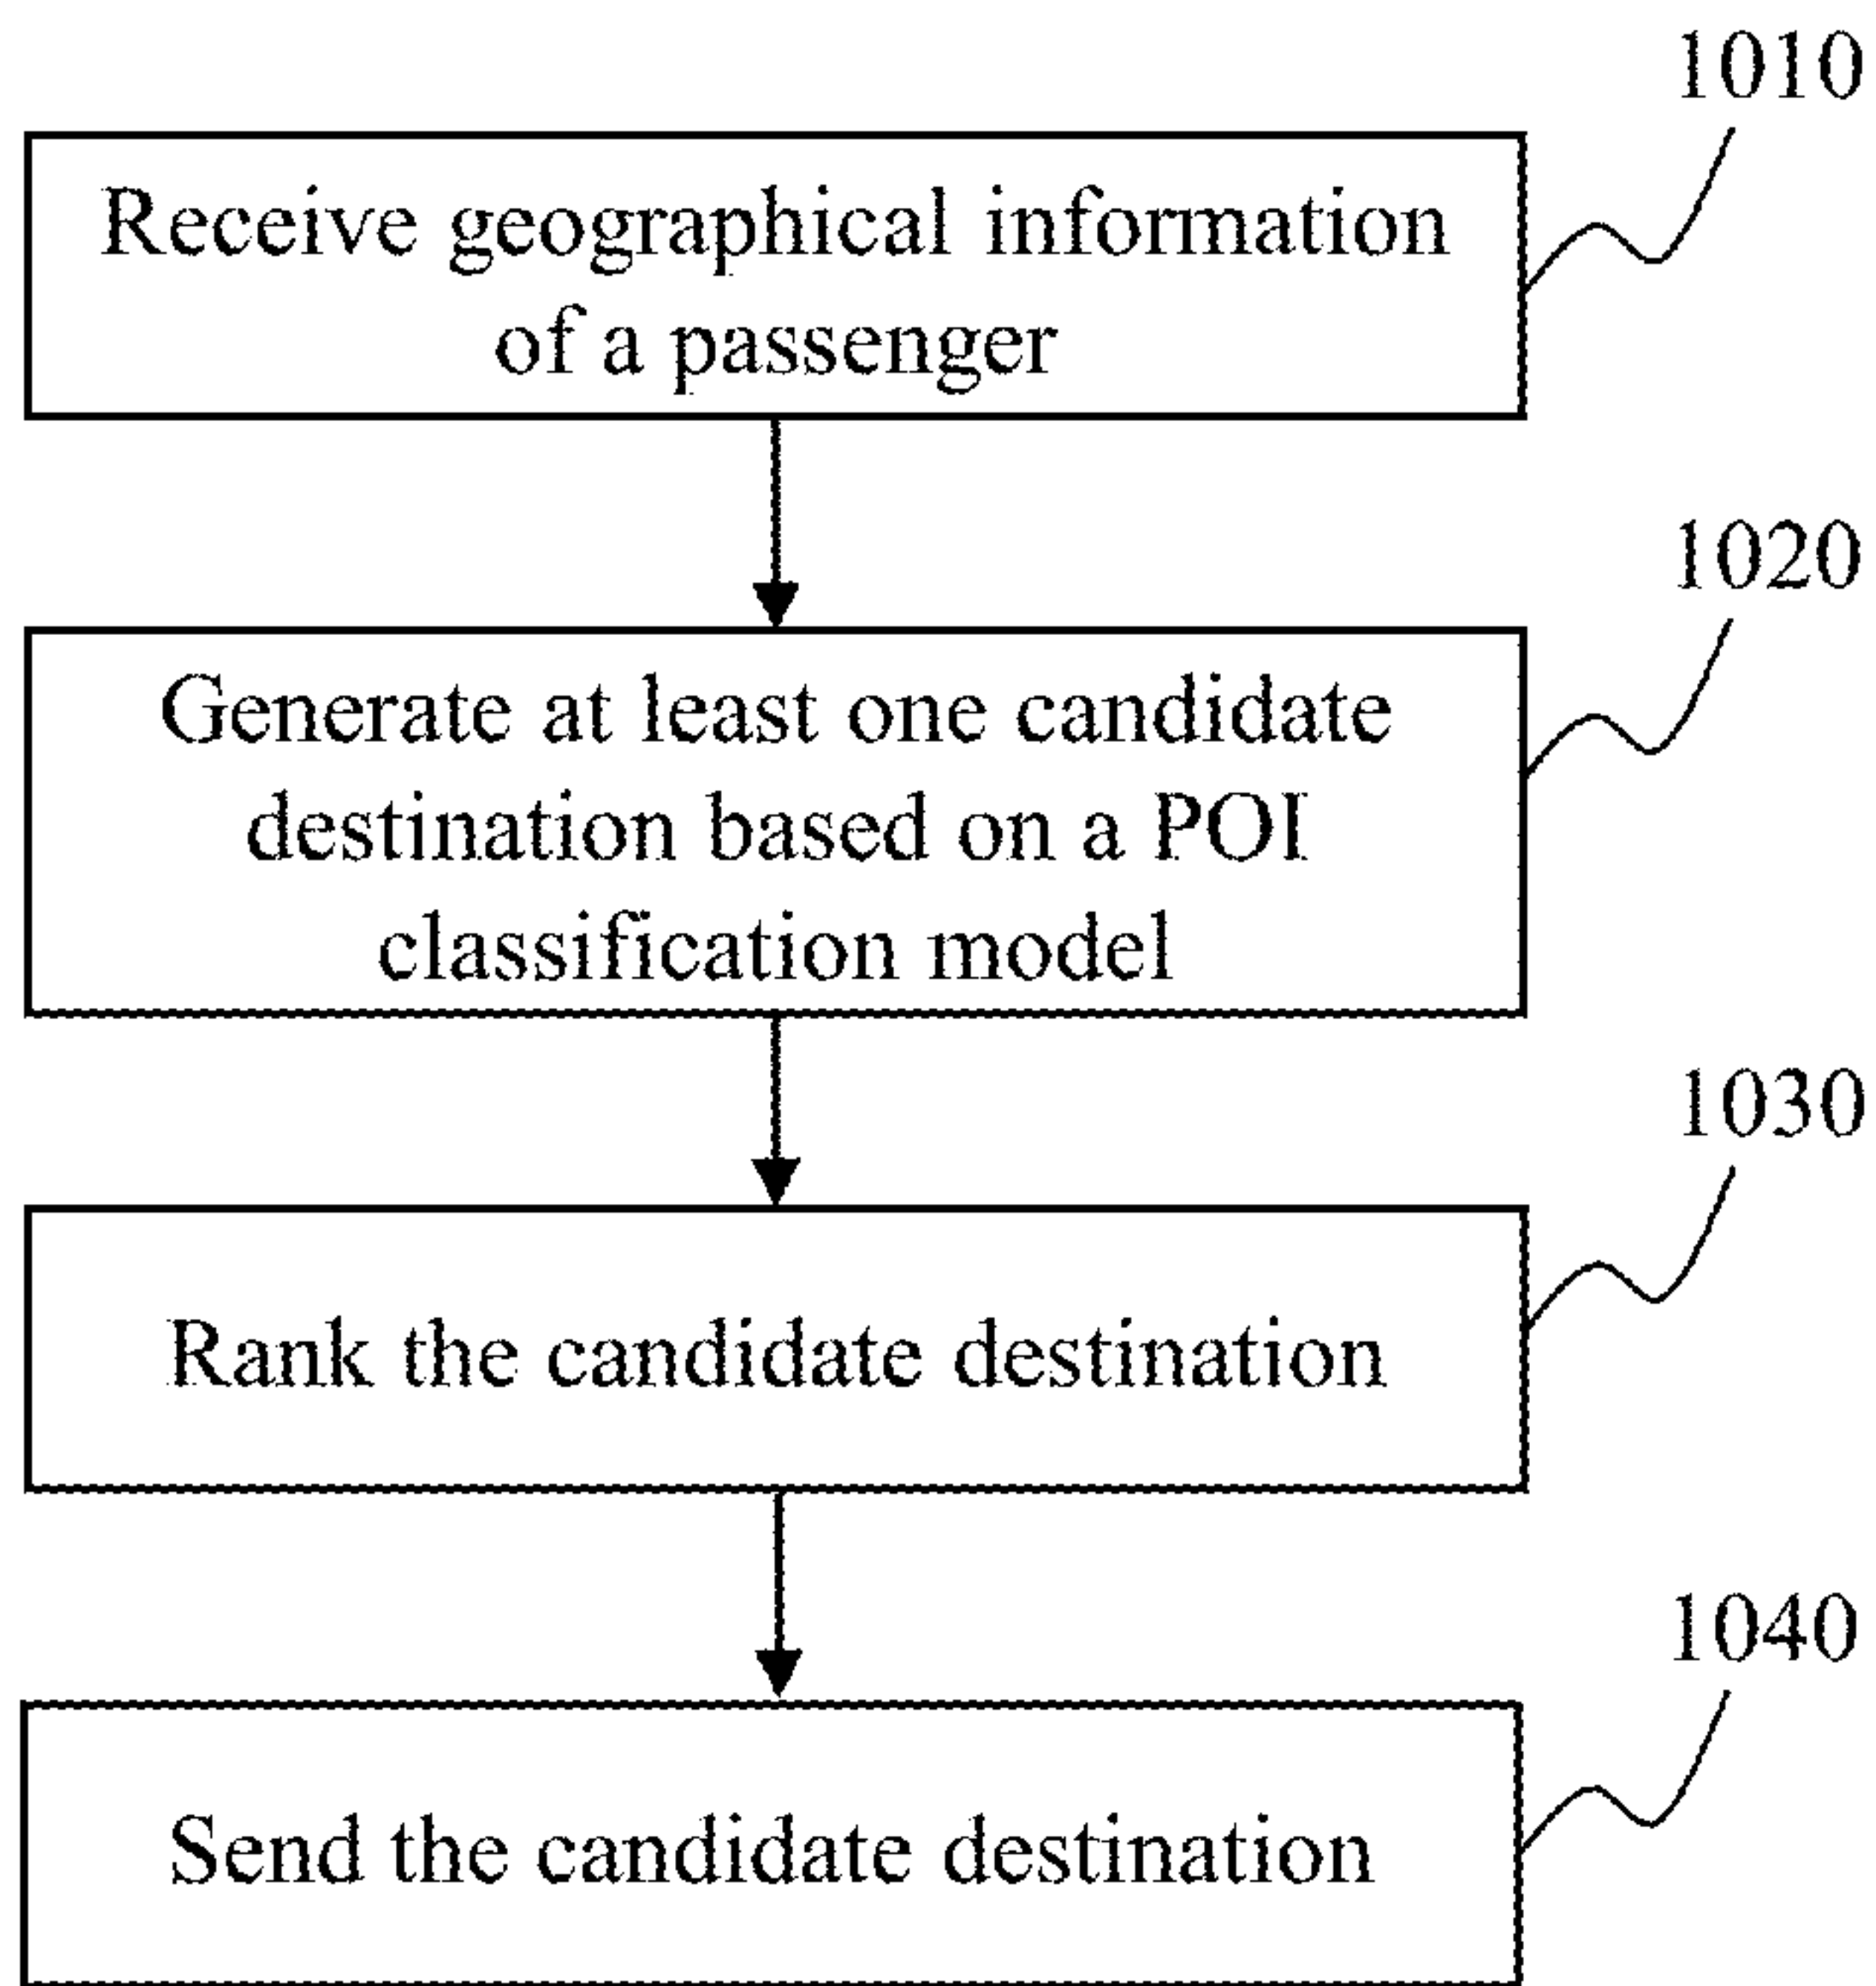 1010
Receive geographical information
of a passenger
1020
Generate at least one candidate
destination based on a POI
classification model
1030
Rank the candidate destination
1040
Send the candidate destination